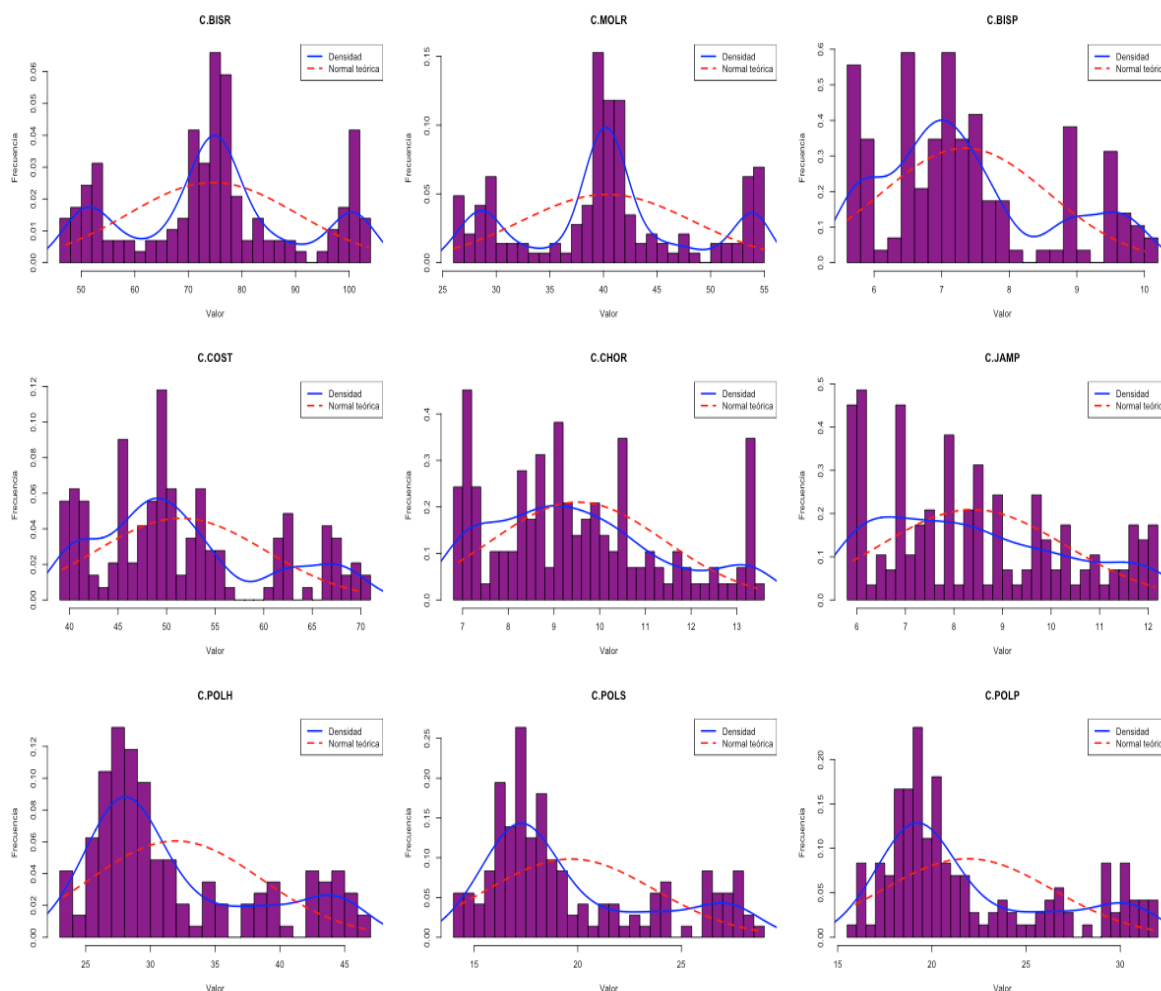 C.BISR
Densidad
Normal teórica
Frecuencia
0.00 0.01 0.02 0.03 0.04 0.05 0.06
50 60 70 80 90 100
Valor
C.MOLR
Densidad
Normal teórica
Frecuencia
0.00 0.05 0.10 0.15
25 30 35 40 45 50 55
Valor
C.BISP
Densidad
Normal teórica
Frecuencia
0.0 0.1 0.2 0.3 0.4 0.5 0.6
6 7 8 9 10
Valor
C.COST
Densidad
Normal teórica
Frecuencia
0.00 0.02 0.04 0.06 0.08 0.10 0.12
40 45 50 55 60 65 70
Valor
C.CHOR
Densidad
Normal teórica
Frecuencia
0.0 0.1 0.2 0.3 0.4
7 8 9 10 11 12 13
Valor
C.JAMP
Densidad
Normal teórica
Frecuencia
0.0 0.1 0.2 0.3 0.4 0.5
6 7 8 9 10 11 12
Valor
C.POLH
Densidad
Normal teórica
Frecuencia
0.00 0.02 0.04 0.06 0.08 0.10 0.12
25 30 35 40 45
Valor
C.POLS
Densidad
Normal teórica
Frecuencia
0.00 0.05 0.10 0.15 0.20 0.25
15 20 25
Valor
C.POLP
Densidad
Normal teórica
Frecuencia
0.00 0.05 0.10 0.15 0.20
15 20 25 30
Valor